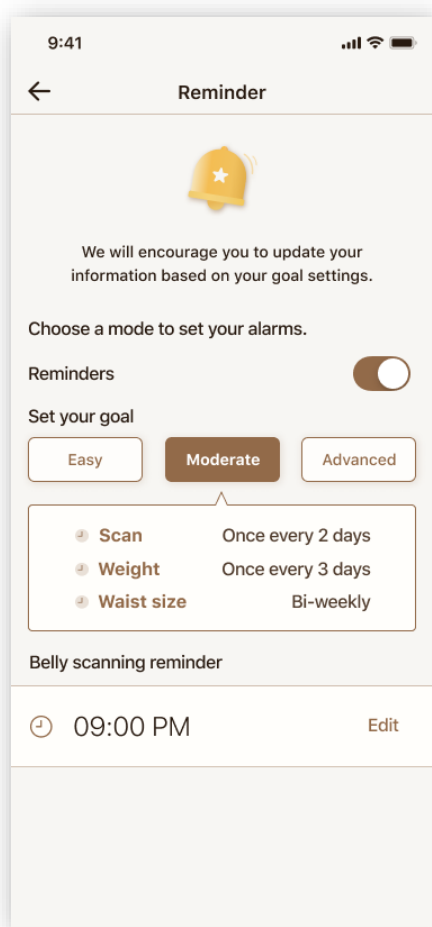 9:41
Reminder
We will encourage you to update your
information based on your goal settings.
Choose a mode to set your alarms.
Reminders
Set your goal
Easy Moderate Advanced
Scan Once every 2 days
Weight Once every 3 days
Waist size Bi-weekly
Belly scanning reminder
09:00 PM Edit